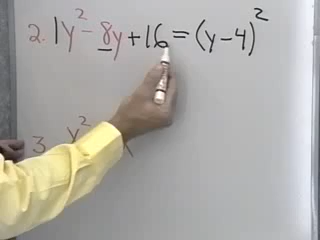 2. 1y² - 8y + 16 = (y - 4)²
3 y²